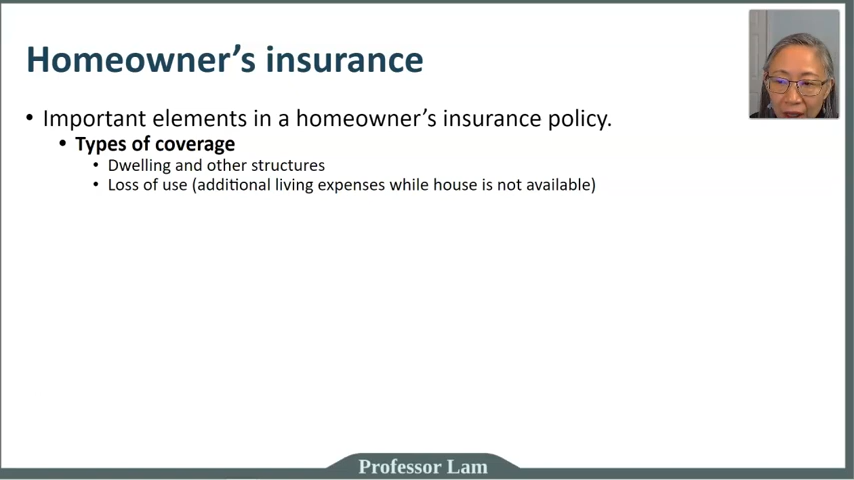 Homeowner’s insurance
• Important elements in a homeowner’s insurance policy.
• Types of coverage
• Dwelling and other structures
• Loss of use (additional living expenses while house is not available)
Professor Lam